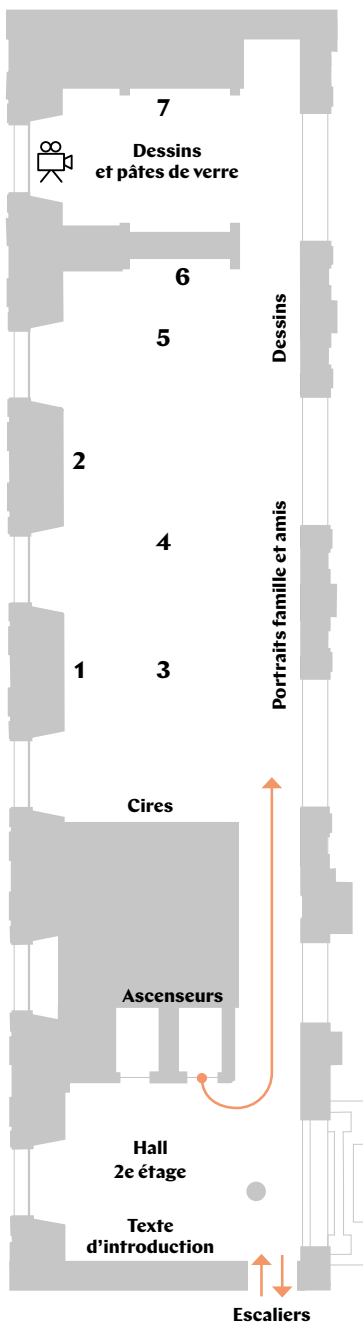 7
Dessins
et pâtes de verre
6
5
Dessins
2
4
Portraits famille et amis
1
3
Cires
Ascenseurs
Hall
2e étage
Texte
d'introduction
Escaliers